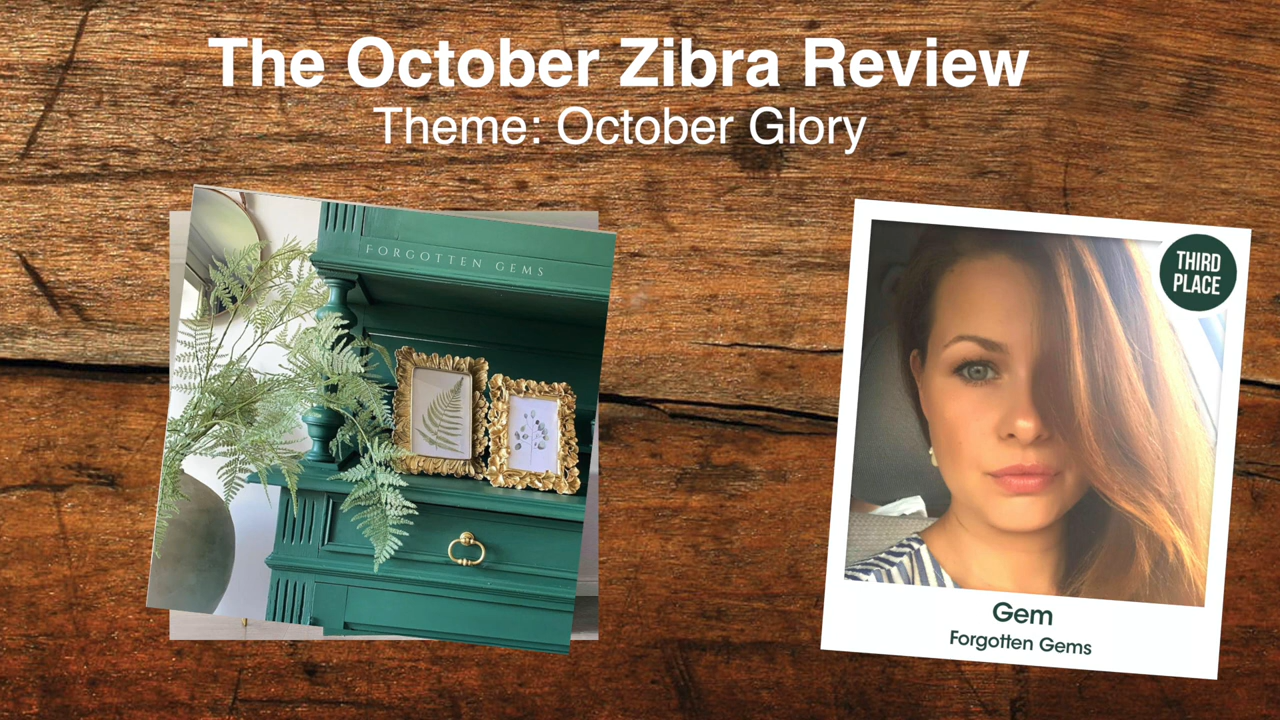 The October Zibra Review
Theme: October Glory
FORGOTTEN GEMS
THIRD
PLACE
Gem
Forgotten Gems